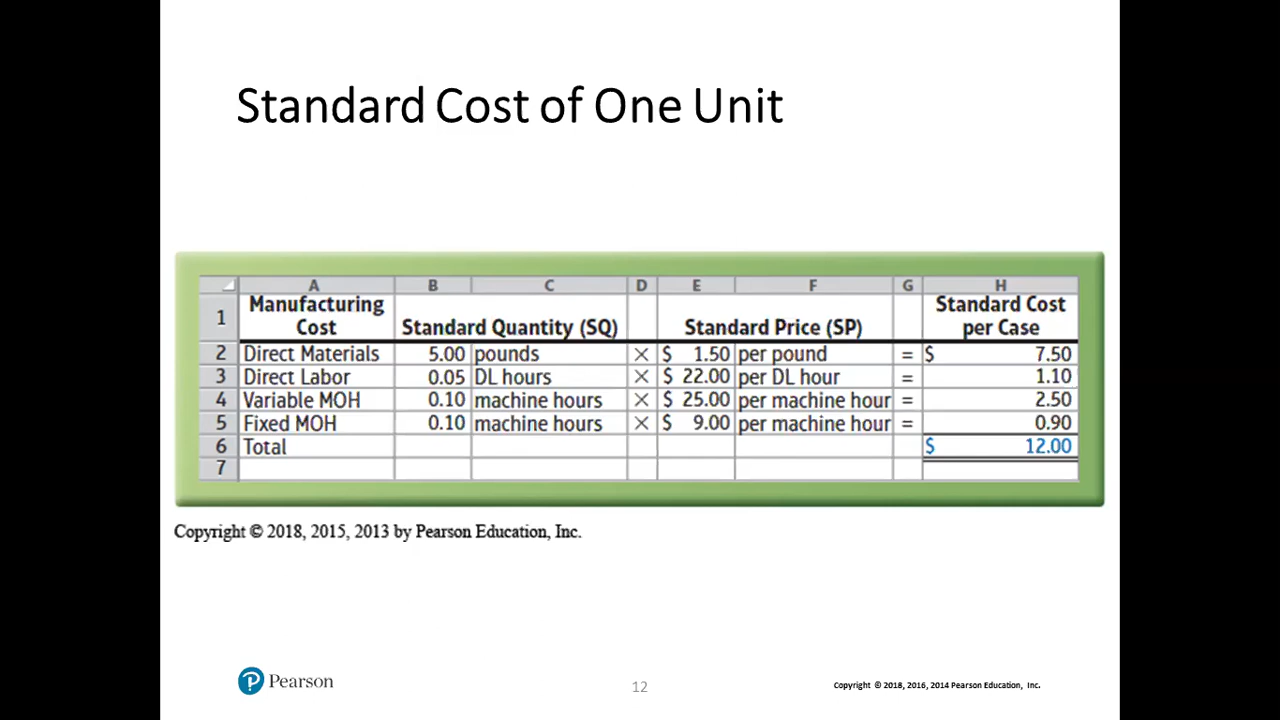 Standard Cost of One Unit
A B C D E F G H
1 Manufacturing Cost Standard Quantity (SQ) Standard Price (SP) Standard Cost per Case
2 Direct Materials 5.00 pounds × $ 1.50 per pound = $ 7.50
3 Direct Labor 0.05 DL hours × $ 22.00 per DL hour = 1.10
4 Variable MOH 0.10 machine hours × $ 25.00 per machine hour = 2.50
5 Fixed MOH 0.10 machine hours × $ 9.00 per machine hour = 0.90
6 Total $ 12.00
7
Copyright © 2018, 2015, 2013 by Pearson Education, Inc.
P Pearson
12
Copyright © 2018, 2016, 2014 Pearson Education, Inc.